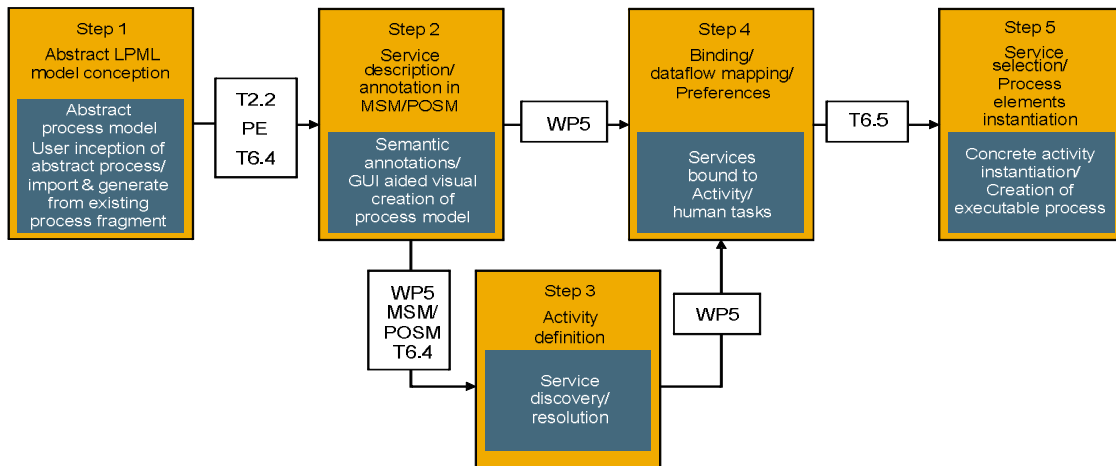 Step 1
Abstract LPML
model conception
Abstract
process model
User inception of
abstract process/
import & generate
from existing
process fragment
T2.2
PE
T6.4
Step 2
Service
description/
annotation in
MSM/POSM
Semantic
annotations/
GUI aided visual
creation of
process model
WP5
Step 4
Binding/
dataflow mapping/
Preferences
Services
bound to
Activity/
human tasks
T6.5
Step 5
Service
selection/
Process
elements
instantiation
Concrete activity
instantiation/
Creation of
executable process
WP5
MSM/
POSM
T6.4
Step 3
Activity
definition
Service
discovery/
resolution
WP5